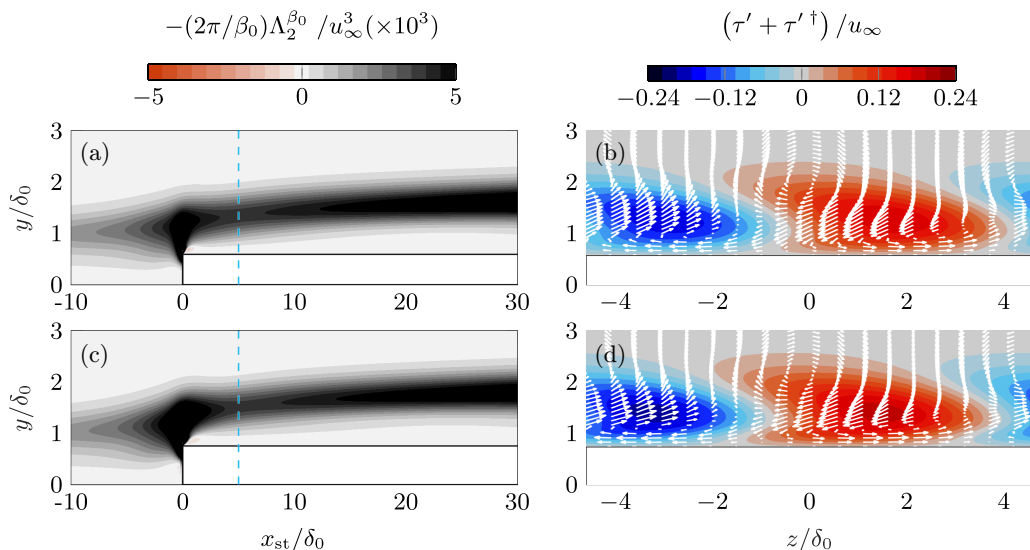 −(2π/β₀)Λ₂^β₀ /u∞³(×10³)
(τ′ + τ′ †) /u∞
−5 0 5
−0.24 −0.12 0 0.12 0.24
3 (a) 3 (b)
2 2
1 1
0 0
y/δ₀
-10 0 10 20 30
−4 −2 0 2 4
3 (c) 3 (d)
2 2
1 1
0 0
y/δ₀
-10 0 10 20 30
−4 −2 0 2 4
x_st/δ₀
z/δ₀